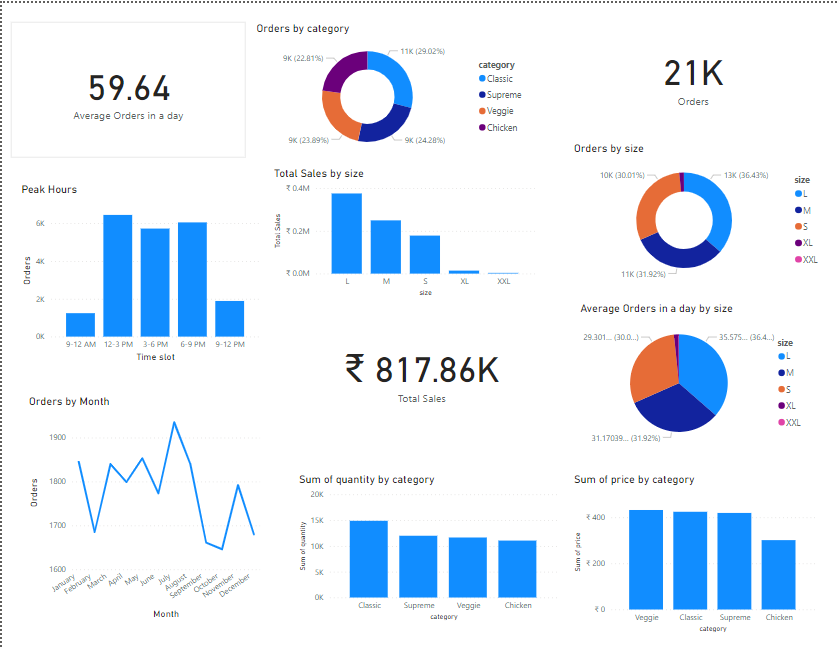 59.64
Average Orders in a day
Orders by category
11K (29.02%)
9K (24.28%)
9K (23.89%)
9K (22.81%)
category
Classic
Supreme
Veggie
Chicken
21K
Orders
Peak Hours
Orders
6K
4K
2K
0K
9-12 AM
12-3 PM
3-6 PM
6-9 PM
9-12 PM
Time slot
Total Sales by size
Total Sales
₹ 0.4M
₹ 0.2M
₹ 0.0M
L
M
S
XL
XXL
size
Orders by size
13K (36.43%)
11K (31.92%)
10K (30.01%)
size
L
M
S
XL
XXL
₹ 817.86K
Total Sales
Average Orders in a day by size
35.575... (36.4...)
31.17039... (31.92%)
29.301... (30.0...)
size
L
M
S
XL
XXL
Orders by Month
Orders
1900
1800
1700
1600
January
February
March
April
May
June
July
August
September
October
November
December
Month
Sum of quantity by category
Sum of quantity
20K
15K
10K
5K
0K
Classic
Supreme
Veggie
Chicken
category
Sum of price by category
Sum of price
₹ 400
₹ 200
₹ 0
Veggie
Classic
Supreme
Chicken
category